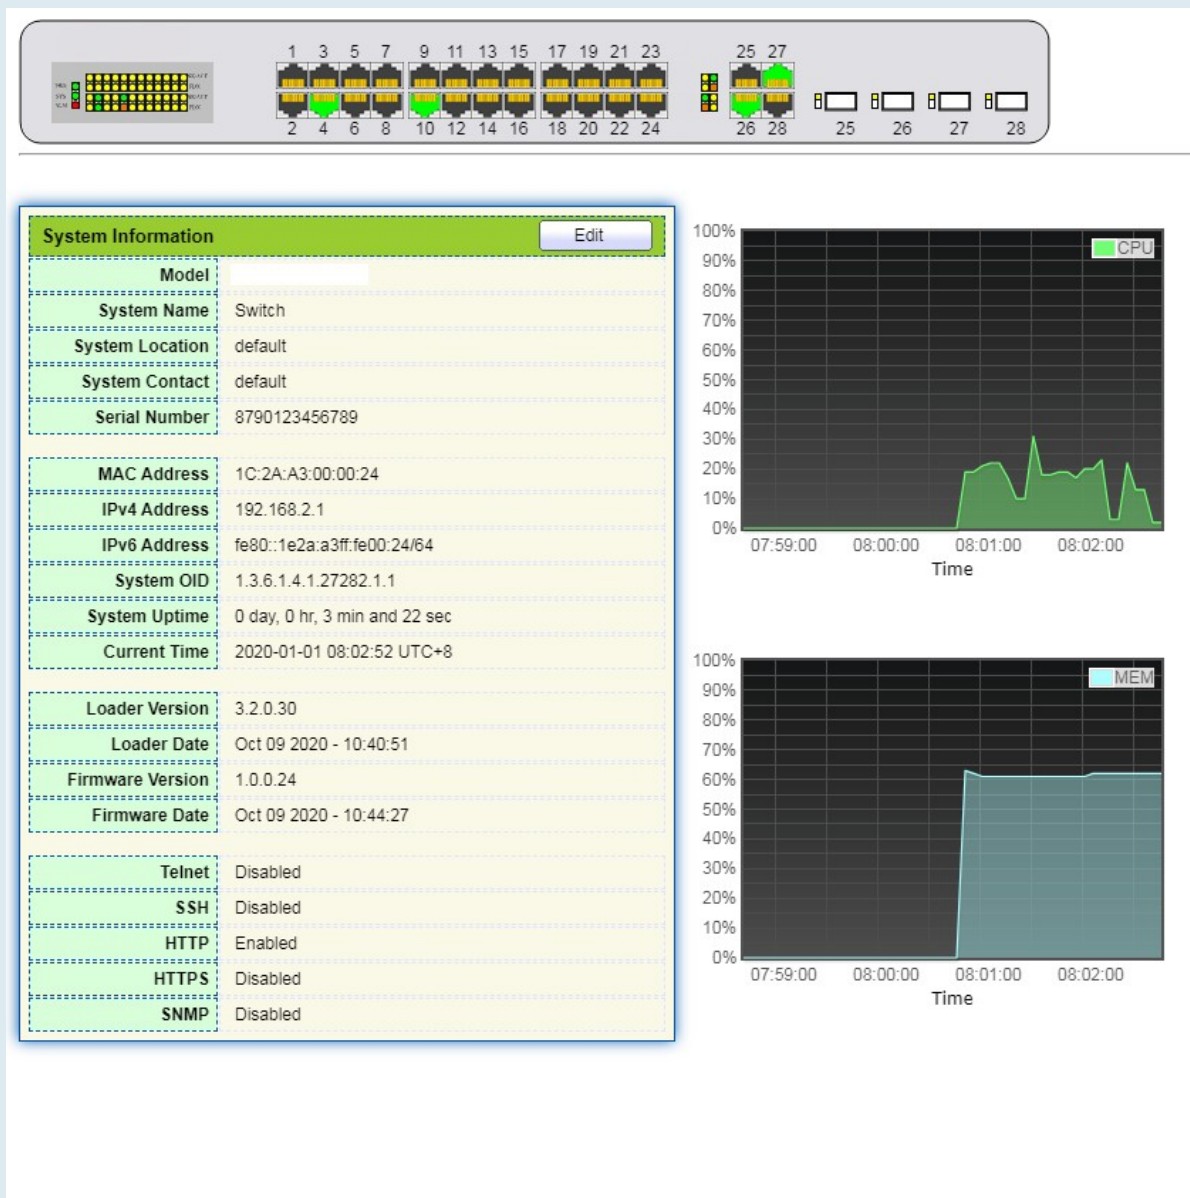 1 3 5 7 9 11 13 15 17 19 21 23 25 27
2 4 6 8 10 12 14 16 18 20 22 24 26 28 25 26 27 28
System Information Edit
Model
System Name Switch
System Location default
System Contact default
Serial Number 8790123456789
MAC Address 1C:2A:A3:00:00:24
IPv4 Address 192.168.2.1
IPv6 Address fe80::1e2a:a3ff:fe00:24/64
System OID 1.3.6.1.4.1.27282.1.1
System Uptime 0 day, 0 hr, 3 min and 22 sec
Current Time 2020-01-01 08:02:52 UTC+8
Loader Version 3.2.0.30
Loader Date Oct 09 2020 - 10:40:51
Firmware Version 1.0.0.24
Firmware Date Oct 09 2020 - 10:44:27
Telnet Disabled
SSH Disabled
HTTP Enabled
HTTPS Disabled
SNMP Disabled
100%
90%
80%
70%
60%
50%
40%
30%
20%
10%
0%
CPU
07:59:00 08:00:00 08:01:00 08:02:00
Time
100%
90%
80%
70%
60%
50%
40%
30%
20%
10%
0%
MEM
07:59:00 08:00:00 08:01:00 08:02:00
Time